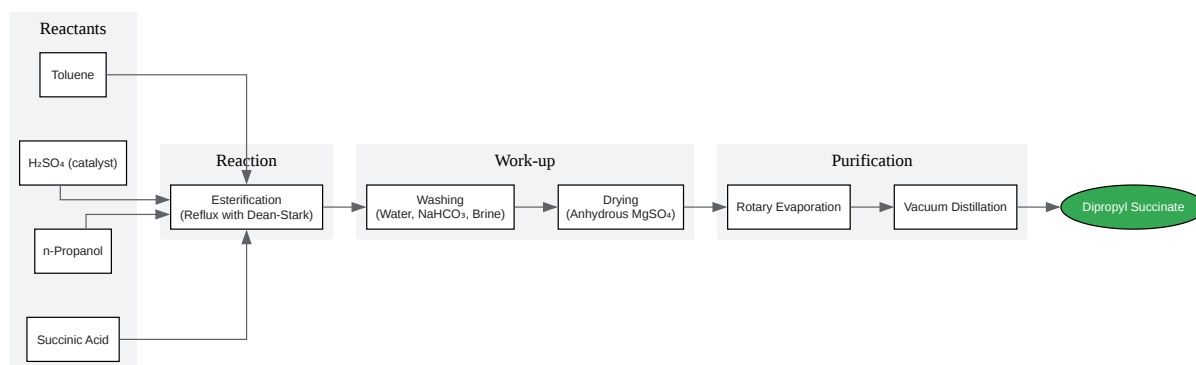 Reactants
Toluene
H₂SO₄ (catalyst)
n-Propanol
Succinic Acid
Reaction
Esterification
(Reflux with Dean-Stark)
Work-up
Washing
(Water, NaHCO₃, Brine)
Drying
(Anhydrous MgSO₄)
Purification
Rotary Evaporation
Vacuum Distillation
Dipropyl Succinate